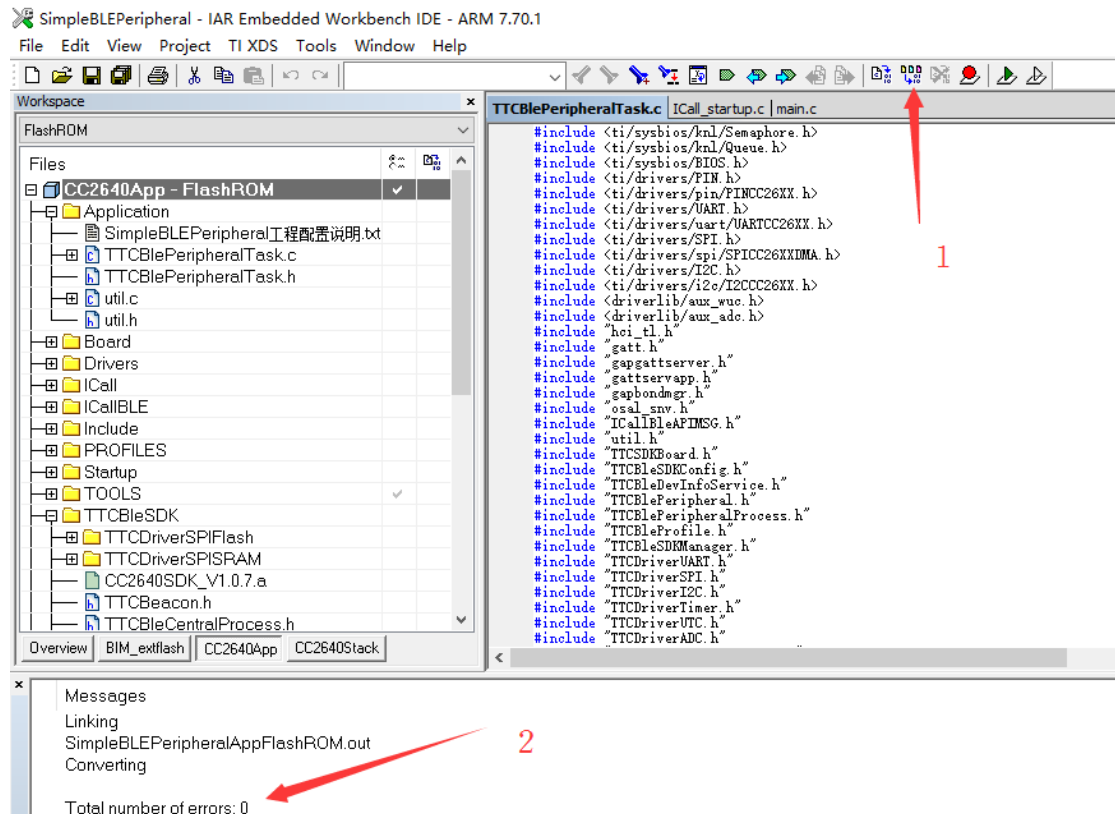 SimpleBLEPeripheral - IAR Embedded Workbench IDE - ARM 7.70.1
File Edit View Project TI XDS Tools Window Help
Workspace
FlashROM
Files
CC2640App - FlashROM
Application
SimpleBLEPeripheral工程配置说明.txt
TTCBlePeripheralTask.c
TTCBlePeripheralTask.h
util.c
util.h
Board
Drivers
ICall
ICallBLE
Include
PROFILES
Startup
TOOLS
TTCBleSDK
TTCDriverSPIFlash
TTCDriverSPISRAM
CC2640SDK_V1.0.7.a
TTCBeacon.h
TTCBleCentralProcess.h
Overview BIM_extflash CC2640App CC2640Stack
TTCBlePeripheralTask.c ICall_startup.c main.c
#include <ti/sysbios/knl/Semaphore.h>
#include <ti/sysbios/knl/Queue.h>
#include <ti/sysbios/BIOS.h>
#include <ti/drivers/PIN.h>
#include <ti/drivers/pin/PINCC26XX.h>
#include <ti/drivers/UART.h>
#include <ti/drivers/uart/UARTCC26XX.h>
#include <ti/drivers/SPI.h>
#include <ti/drivers/spi/SPICC26XXDMA.h>
#include <ti/drivers/I2C.h>
#include <ti/drivers/i2c/I2CCC26XX.h>
#include <driverlib/aux_wuc.h>
#include <driverlib/aux_adc.h>
#include "hci_tl.h"
#include "gatt.h"
#include "gapgattserver.h"
#include "gattservapp.h"
#include "gapbondmgr.h"
#include "osal_snv.h"
#include "ICallBleAPIMSG.h"
#include "util.h"
#include "TTCSDKBoard.h"
#include "TTCBleSDKConfig.h"
#include "TTCBleDevInfoService.h"
#include "TTCBlePeripheral.h"
#include "TTCBlePeripheralProcess.h"
#include "TTCBleProfile.h"
#include "TTCBleSDKManager.h"
#include "TTCDriverUART.h"
#include "TTCDriverSPI.h"
#include "TTCDriverI2C.h"
#include "TTCDriverTimer.h"
#include "TTCDriverUTC.h"
#include "TTCDriverADC.h"
1
Messages
Linking
SimpleBLEPeripheralAppFlashROM.out
Converting
Total number of errors: 0
2